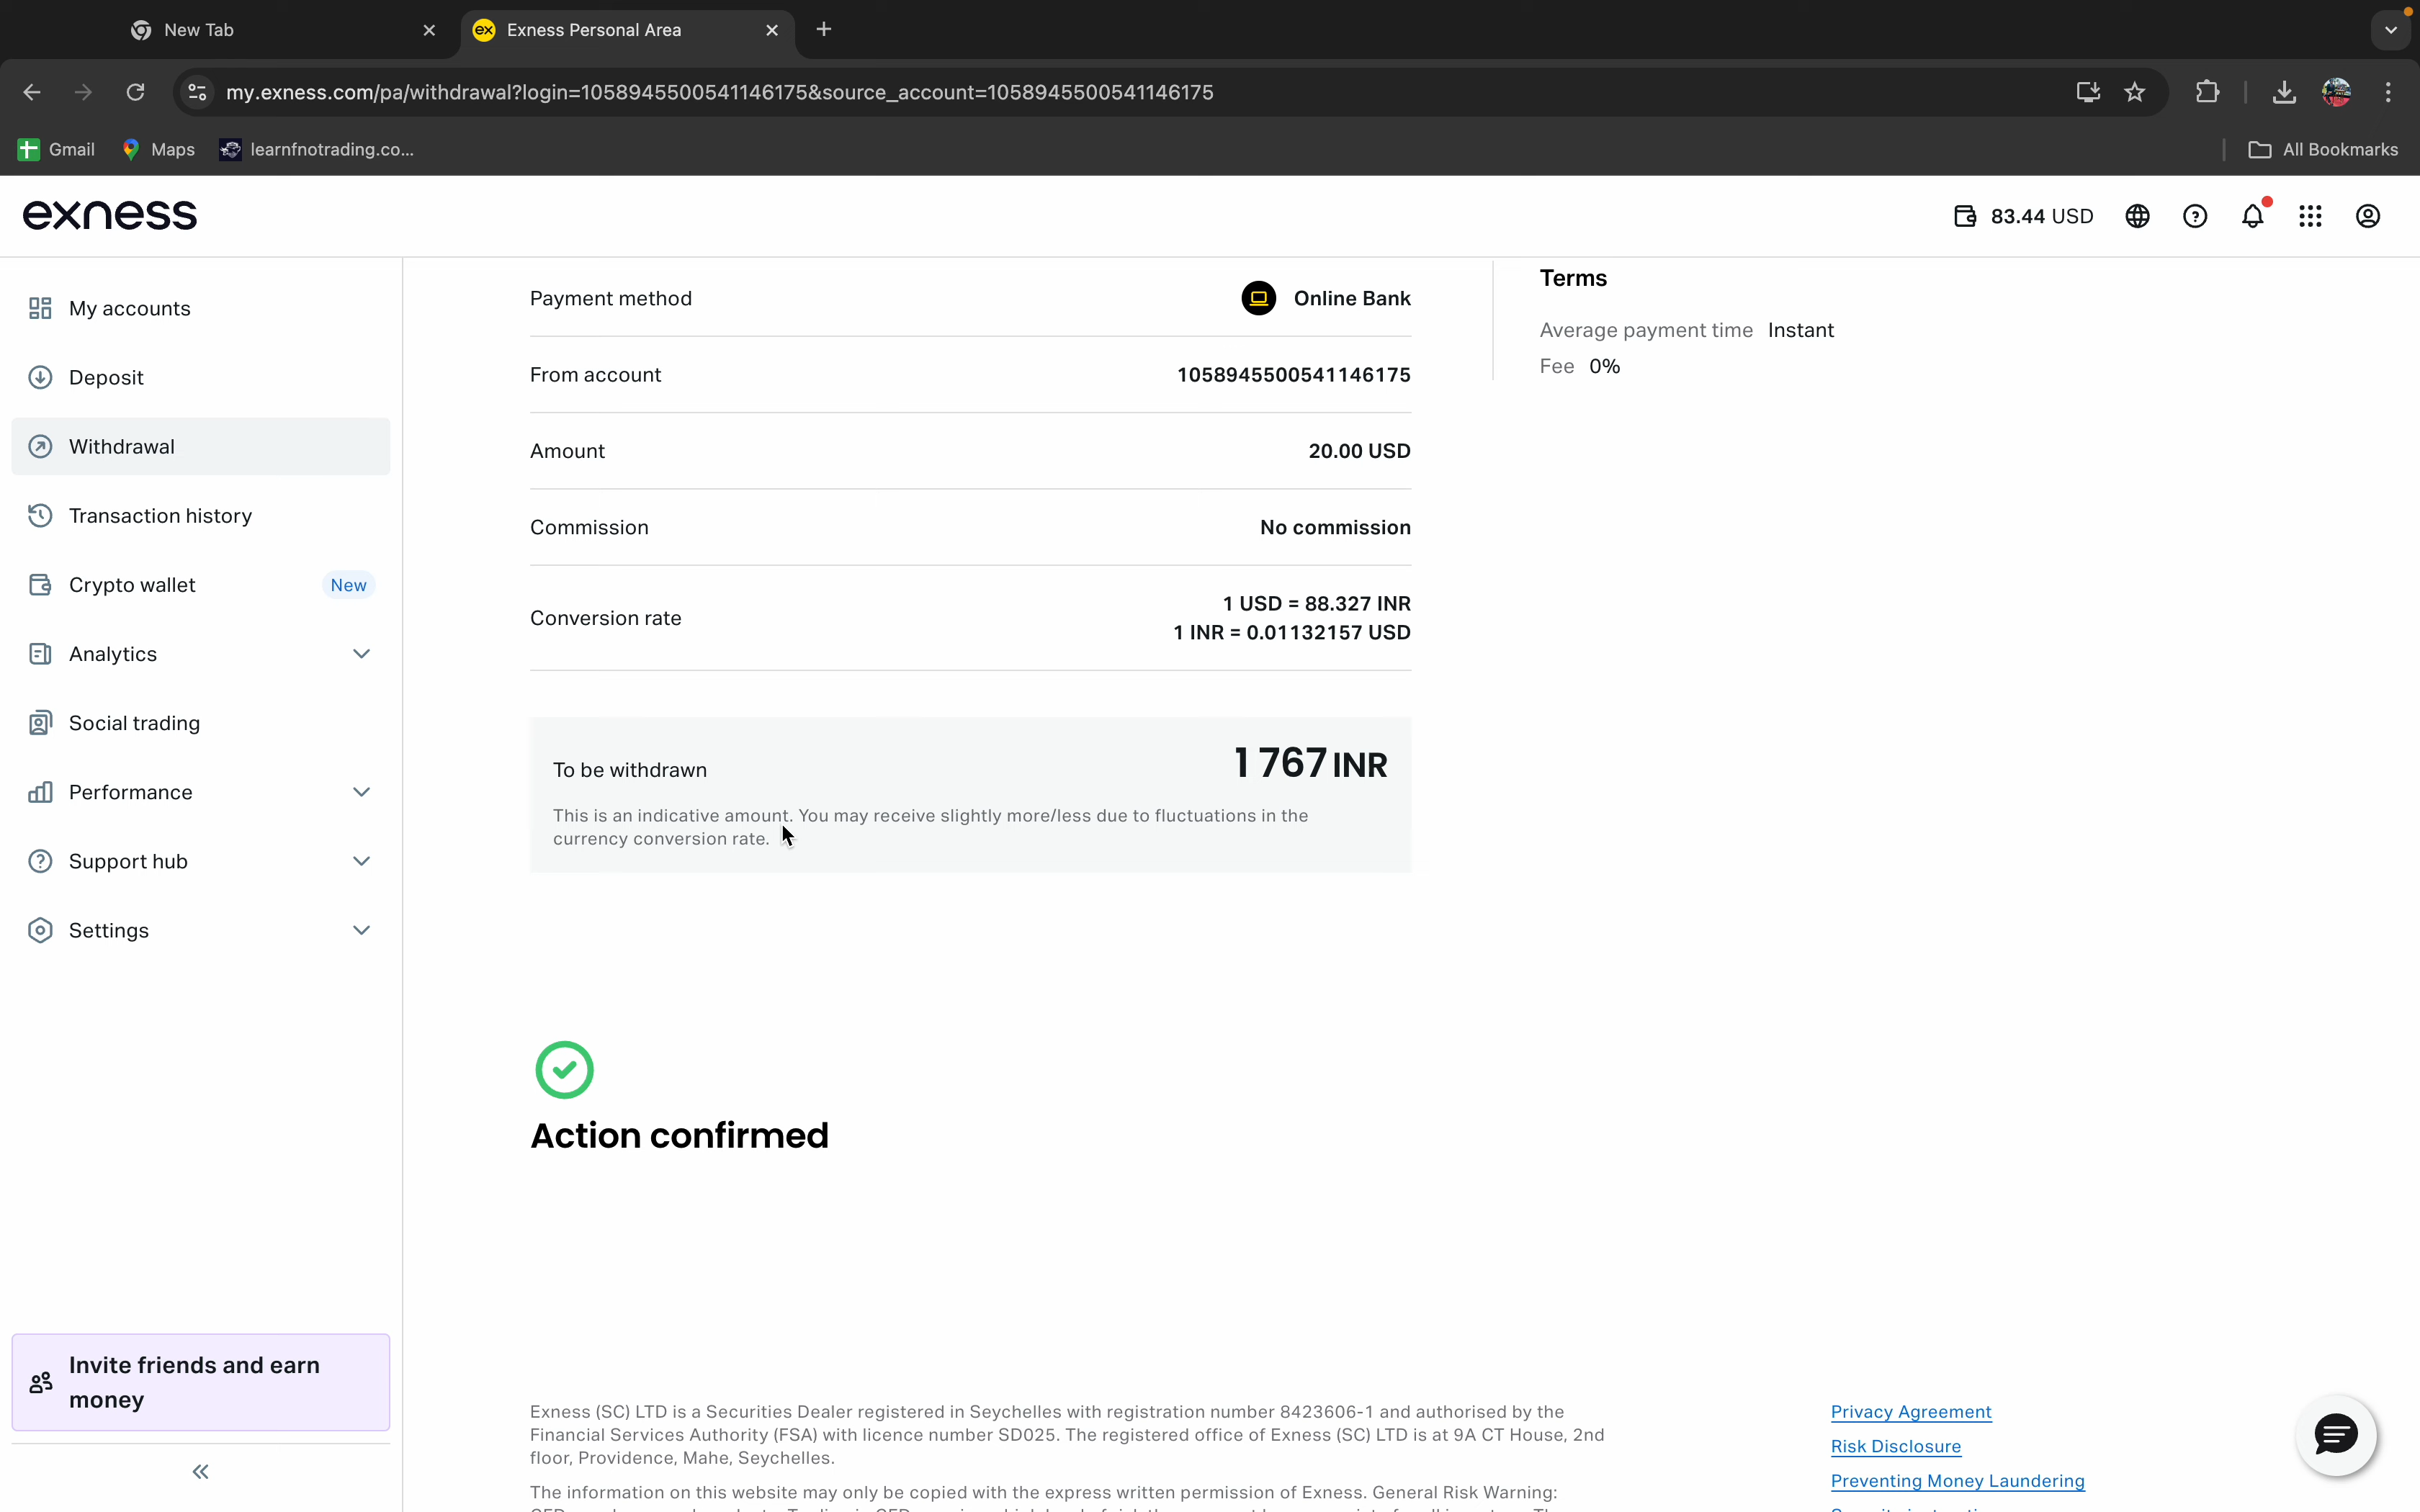 New Tab
Exness Personal Area
my.exness.com/pa/withdrawal?login=1058945500541146175&source_account=1058945500541146175
Gmail
Maps
learnfnotrading.co...
All Bookmarks
exness
83.44 USD
My accounts
Deposit
Withdrawal
Transaction history
Crypto wallet New
Analytics
Social trading
Performance
Support hub
Settings
Invite friends and earn
money
Payment method Online Bank
From account 1058945500541146175
Amount 20.00 USD
Commission No commission
Conversion rate 1 USD = 88.327 INR
1 INR = 0.01132157 USD
To be withdrawn 1 767 INR
This is an indicative amount. You may receive slightly more/less due to fluctuations in the
currency conversion rate.
Action confirmed
Terms
Average payment time Instant
Fee 0%
Exness (SC) LTD is a Securities Dealer registered in Seychelles with registration number 8423606-1 and authorised by the
Financial Services Authority (FSA) with licence number SD025. The registered office of Exness (SC) LTD is at 9A CT House, 2nd
floor, Providence, Mahe, Seychelles.
The information on this website may only be copied with the express written permission of Exness. General Risk Warning:
Privacy Agreement
Risk Disclosure
Preventing Money Laundering